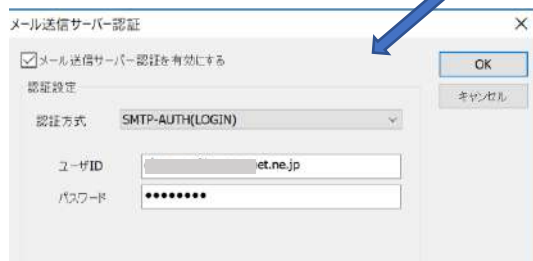 メール送信サーバー認証
メール送信サーバー認証を有効にする
OK
認証設定
キャンセル
認証方式 SMTP-AUTH(LOGIN)
ユーザID et.ne.jp
パスワード ••••••••